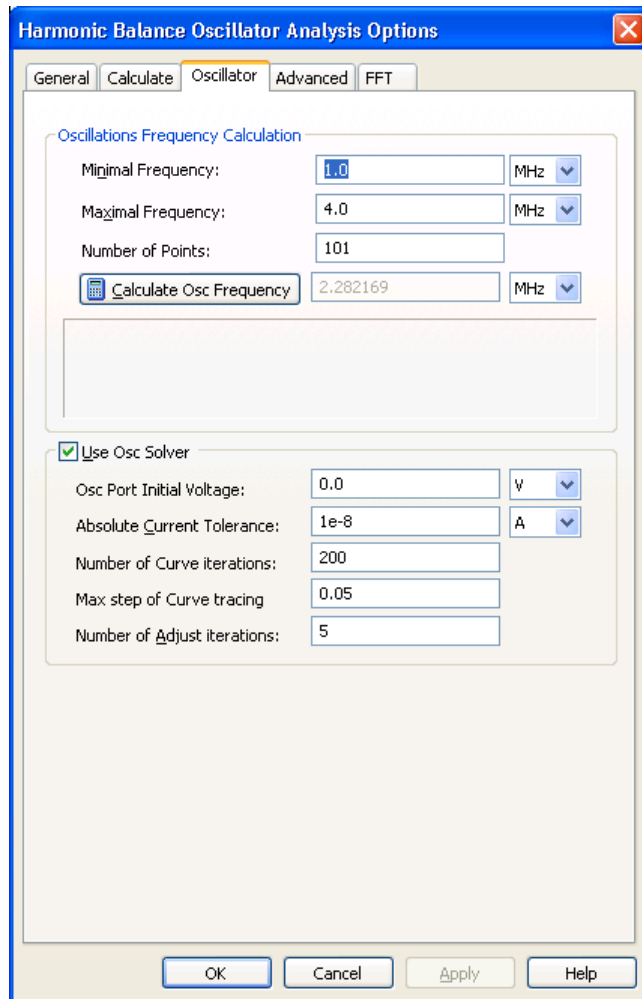 Harmonic Balance Oscillator Analysis Options
General Calculate Oscillator Advanced FFT
Oscillations Frequency Calculation
Minimal Frequency: 1.0 MHz
Maximal Frequency: 4.0 MHz
Number of Points: 101
Calculate Osc Frequency 2.282169 MHz
Use Osc Solver
Osc Port Initial Voltage: 0.0 V
Absolute Current Tolerance: 1e-8 A
Number of Curve iterations: 200
Max step of Curve tracing 0.05
Number of Adjust iterations: 5
OK Cancel Apply Help